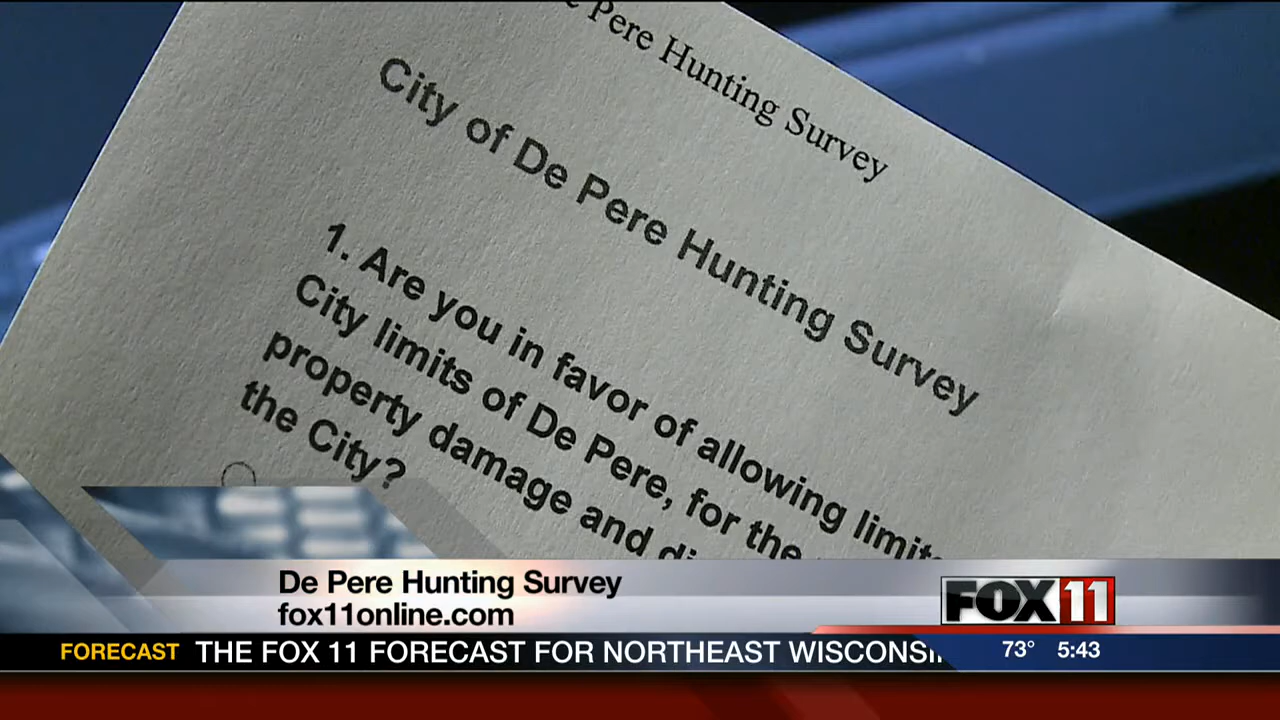 Pere Hunting Survey
City of De Pere Hunting Survey
1. Are you in favor of allowing
City limits of De Pere, for the
property damage and
the City?
De Pere Hunting Survey
fox11online.com
FOX 11
FORECAST THE FOX 11 FORECAST FOR NORTHEAST 73° 5:43